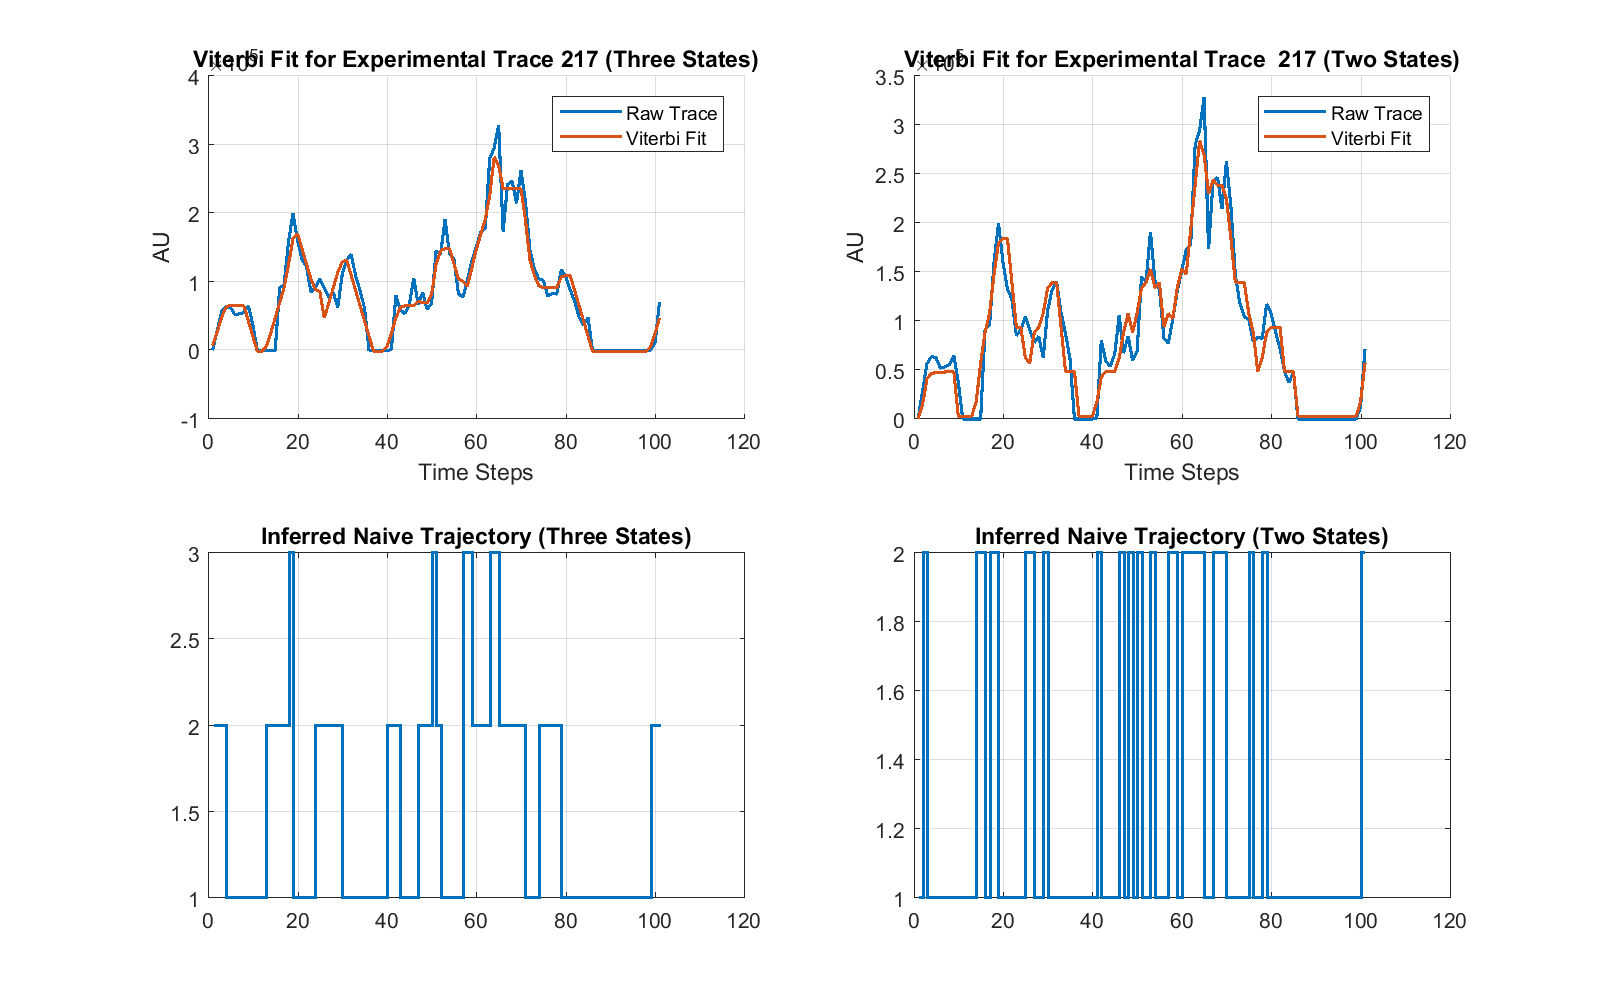 Viterbi Fit for Experimental Trace 217 (Three States)
×10^5
4
3
2
1
0
-1
AU
Raw Trace
Viterbi Fit
0 20 40 60 80 100 120
Time Steps
Viterbi Fit for Experimental Trace 217 (Two States)
×10^5
3.5
3
2.5
2
1.5
1
0.5
0
AU
Raw Trace
Viterbi Fit
0 20 40 60 80 100 120
Time Steps
Inferred Naive Trajectory (Three States)
3
2.5
2
1.5
1
0 20 40 60 80 100 120
Inferred Naive Trajectory (Two States)
2
1.8
1.6
1.4
1.2
1
0 20 40 60 80 100 120